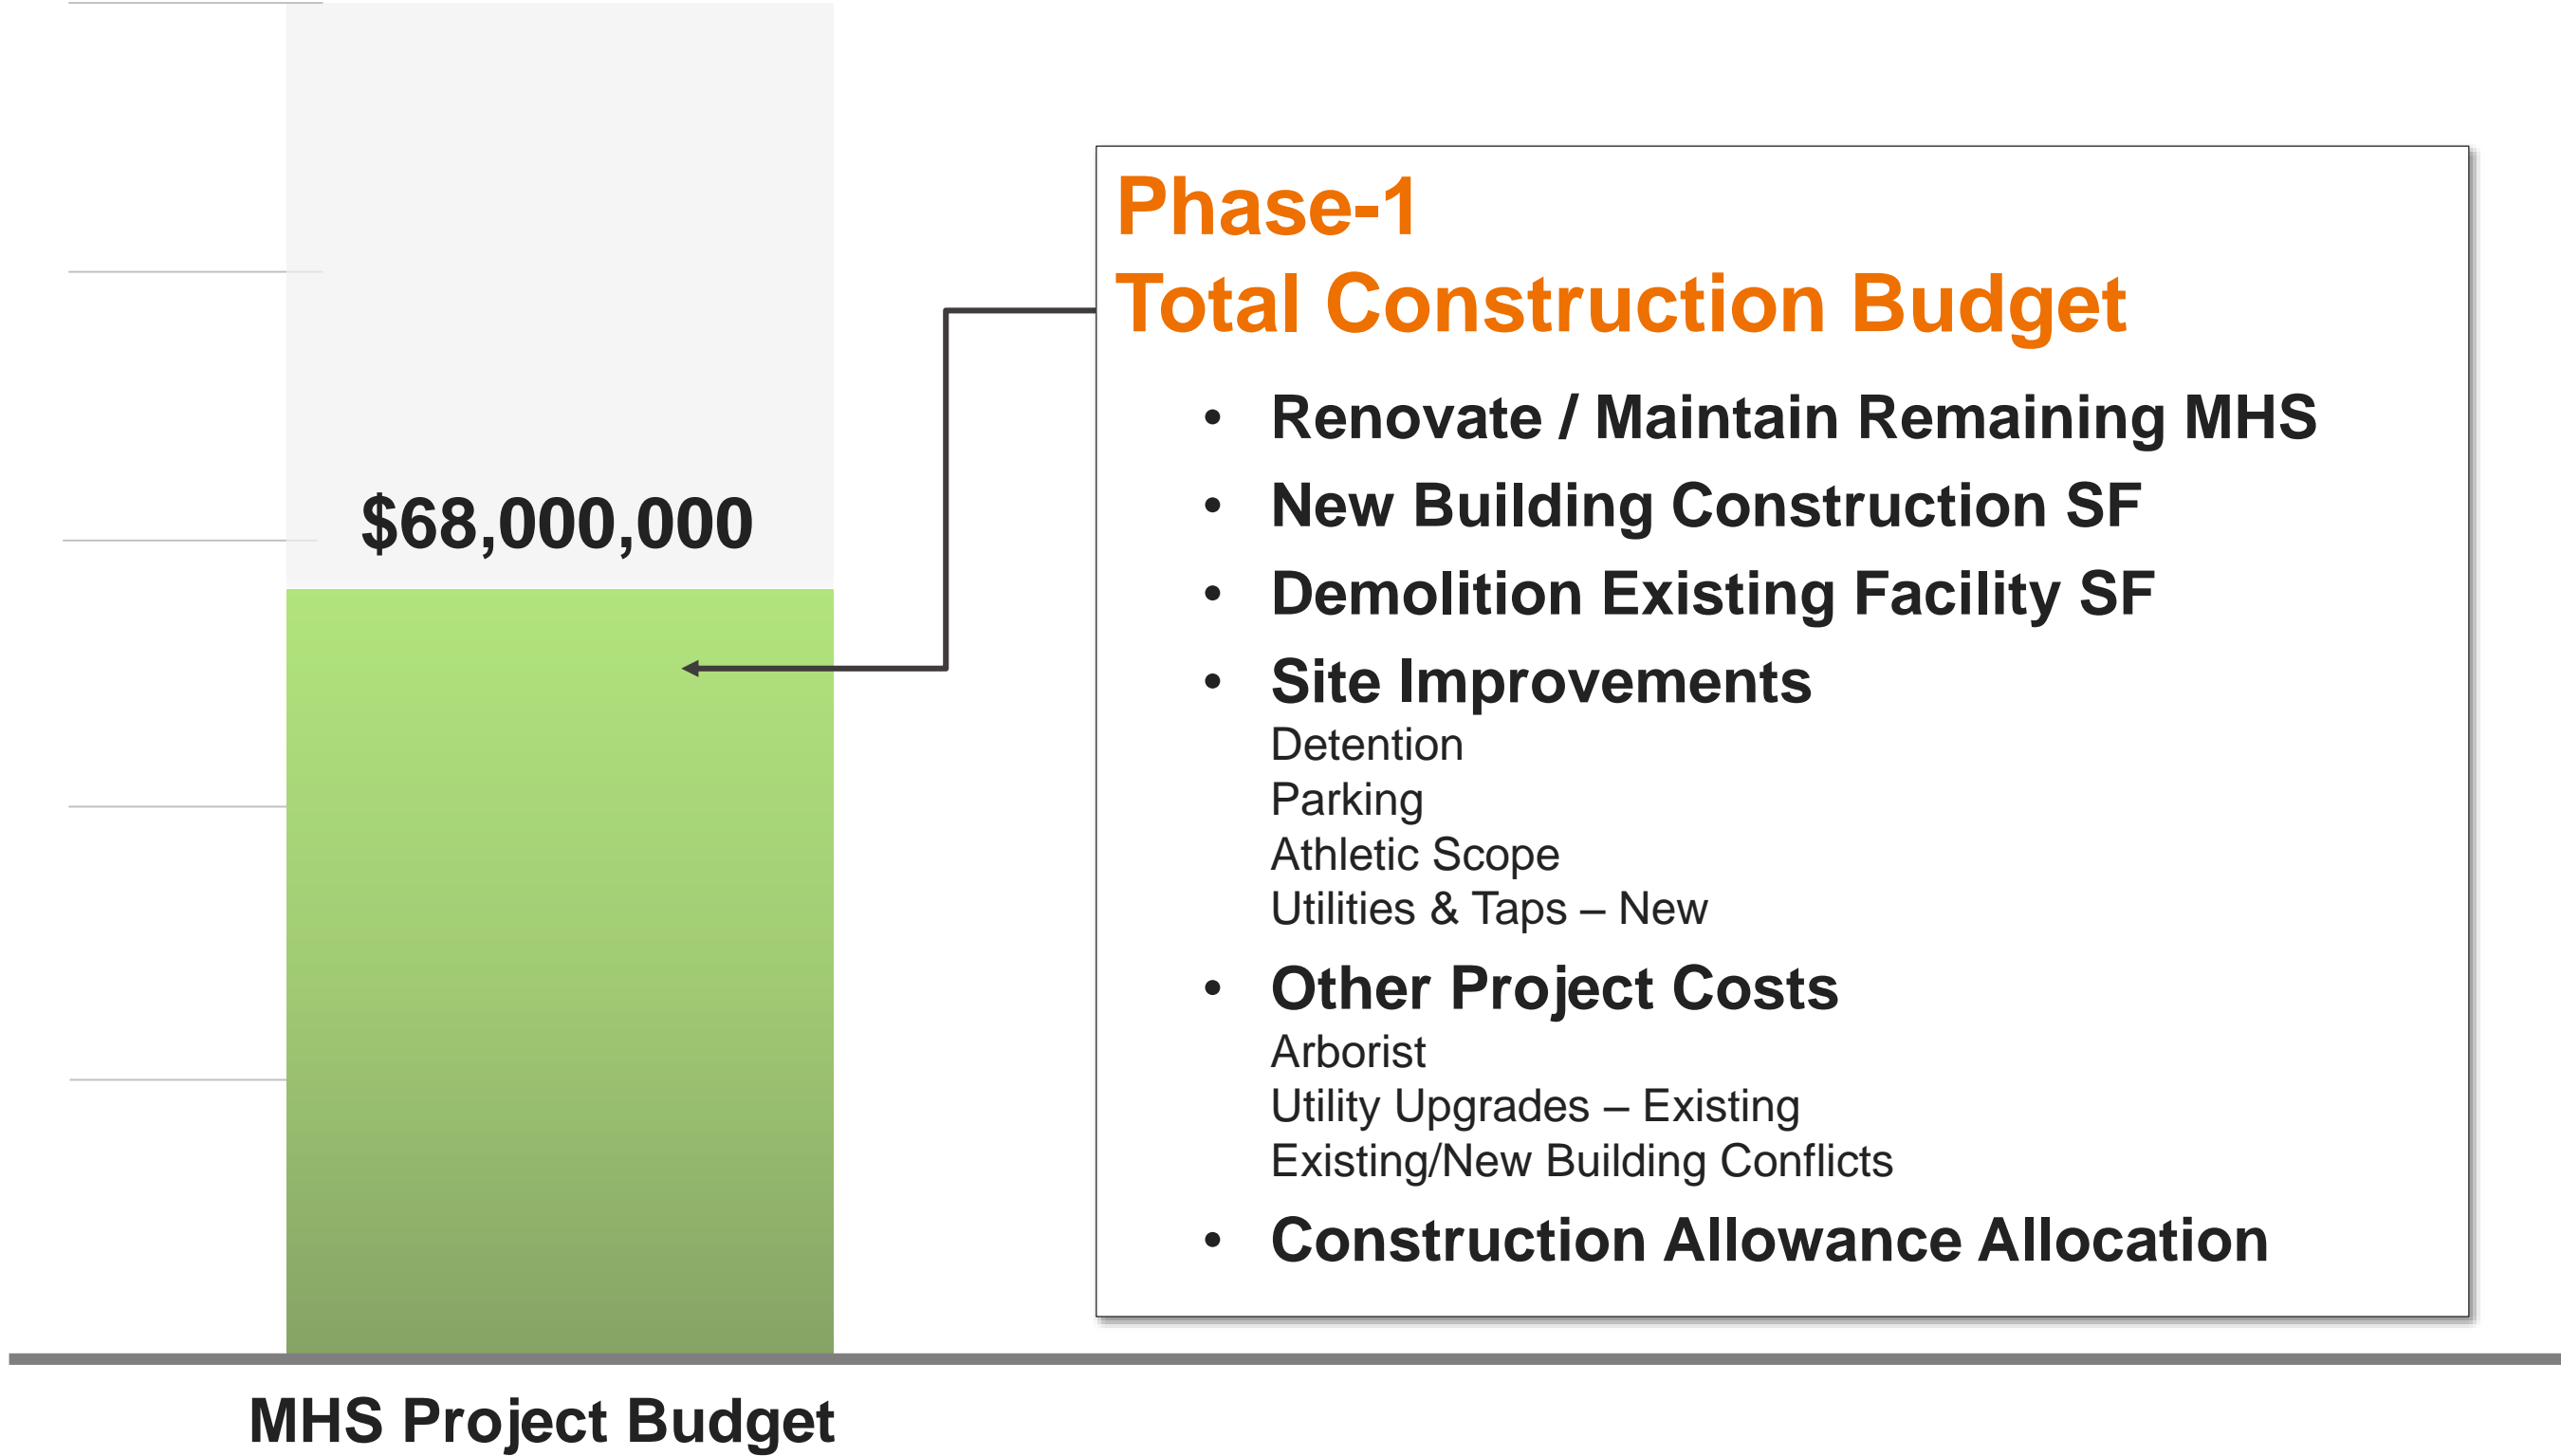 $68,000,000
MHS Project Budget
Phase-1
Total Construction Budget
• Renovate / Maintain Remaining MHS
• New Building Construction SF
• Demolition Existing Facility SF
• Site Improvements
Detention
Parking
Athletic Scope
Utilities & Taps – New
• Other Project Costs
Arborist
Utility Upgrades – Existing
Existing/New Building Conflicts
• Construction Allowance Allocation